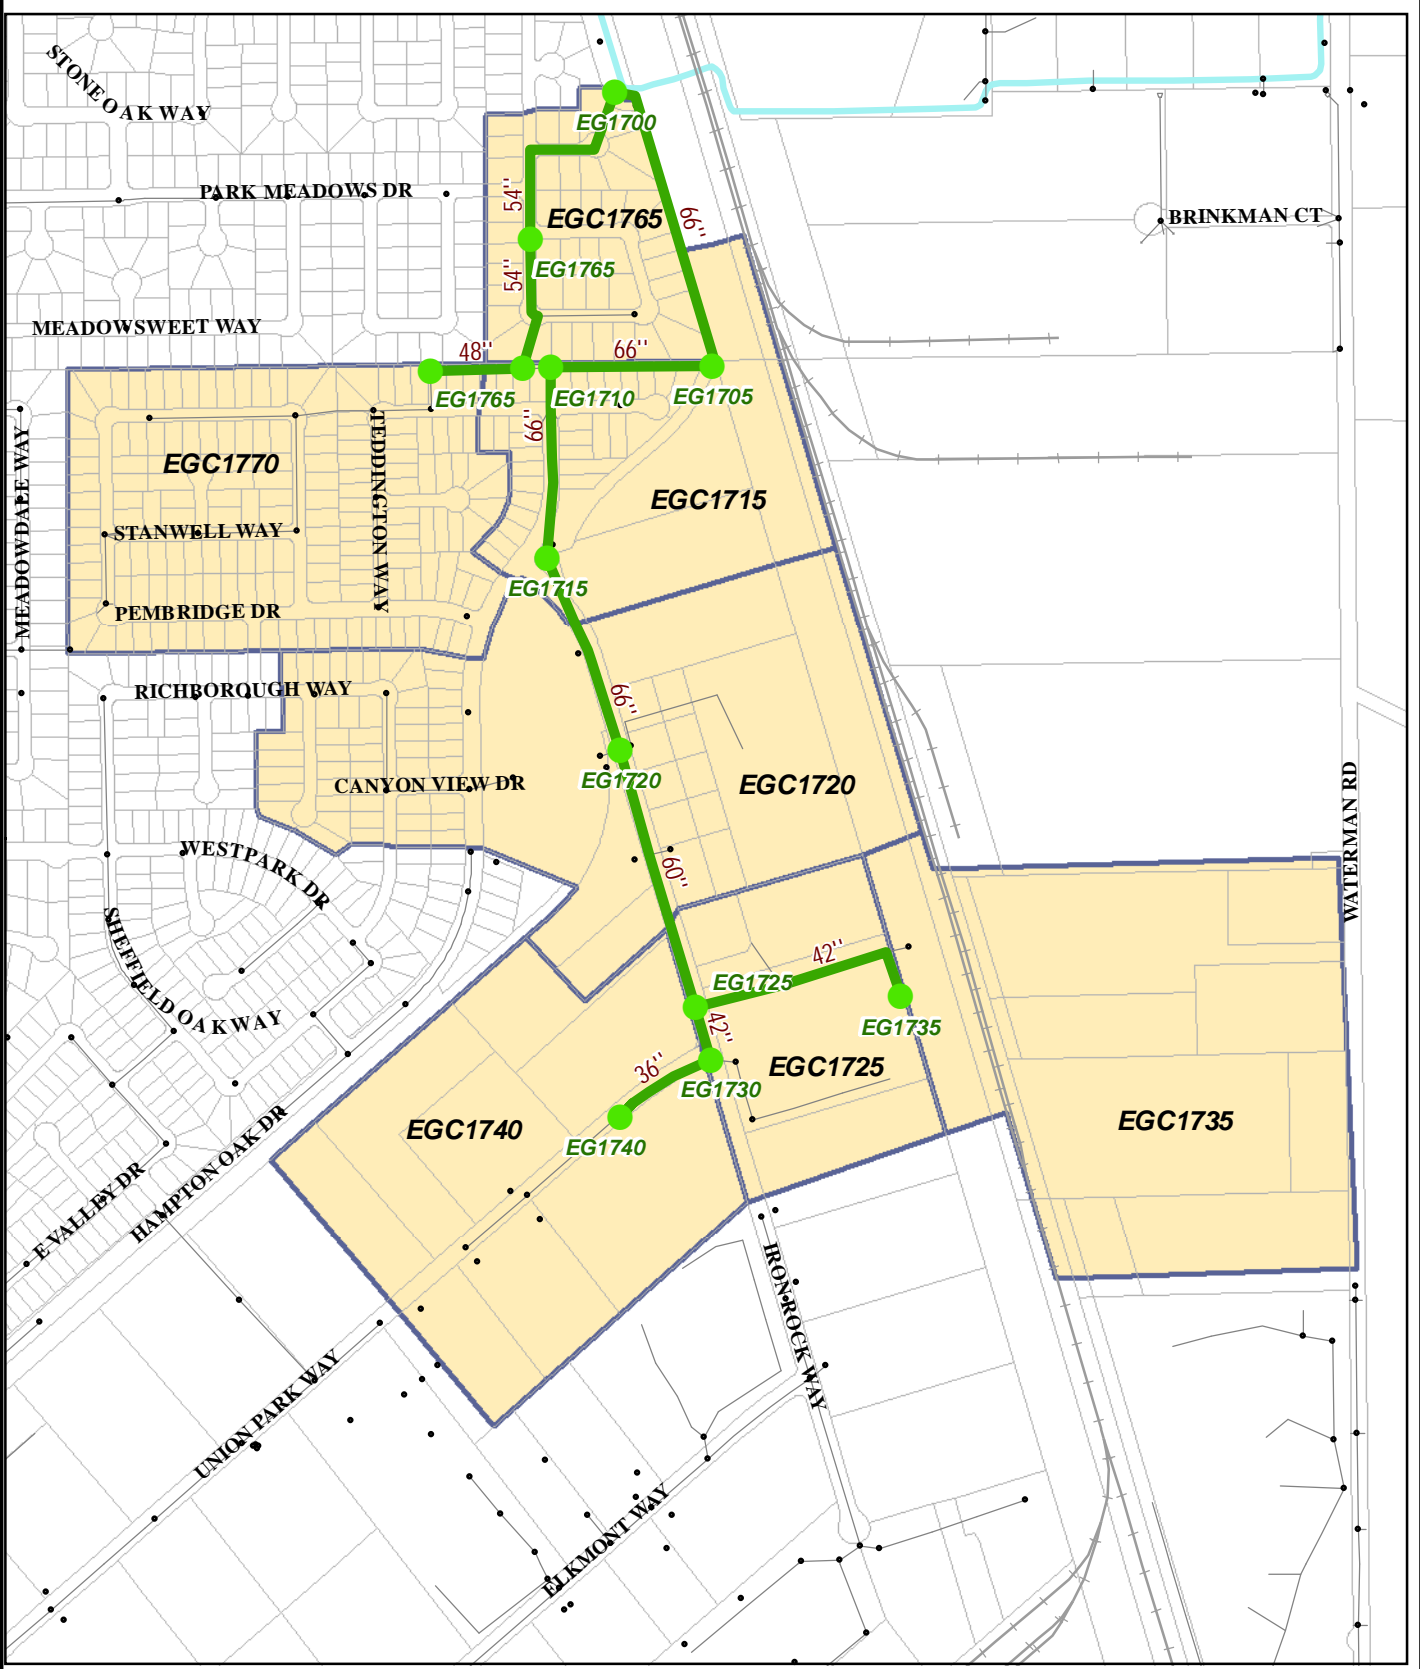 STONE OAK WAY
EG1700
PARK MEADOWS DR
54''
EGC1765
66''
BRINKMAN CT
54''
EG1765
MEADOWSWEET WAY
48''
66''
EG1765
EG1710
EG1705
66''
TEDDINGTON WAY
MEADOWDALE WAY
EGC1770
EGC1715
STANWELL WAY
EG1715
PEMBRIDGE DR
RICHBOROUGH WAY
66''
EG1720
CANYON VIEW DR
EGC1720
WATERMAN RD
WESTPARK DR
60''
SHEFFIELD OAK WAY
42''
EG1725
EG1735
42''
36''
EGC1725
EG1730
EGC1740
EG1740
EGC1735
HAMPTON OAK DR
E VALLEY DR
IRON ROCK WAY
UNION PARK WAY
ELKMONT WAY